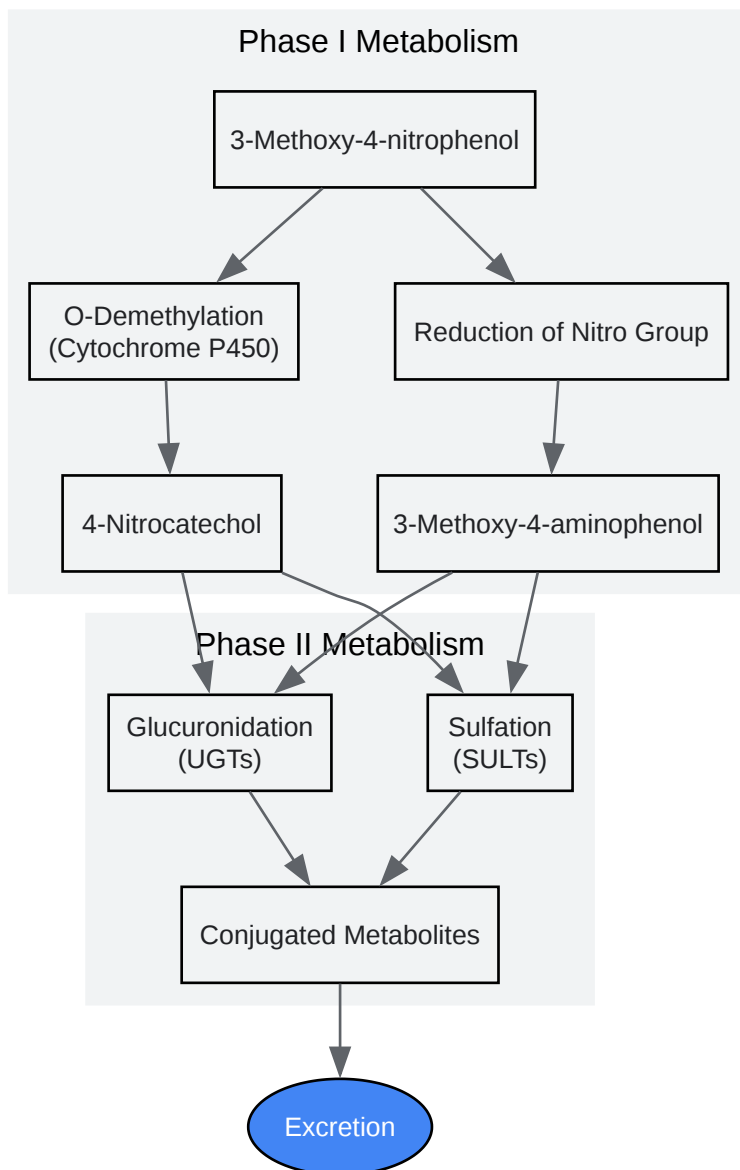 Phase I Metabolism
3-Methoxy-4-nitrophenol
O-Demethylation
(Cytochrome P450)
Reduction of Nitro Group
4-Nitrocatechol
3-Methoxy-4-aminophenol
Phase II Metabolism
Glucuronidation
(UGTs)
Sulfation
(SULTs)
Conjugated Metabolites
Excretion